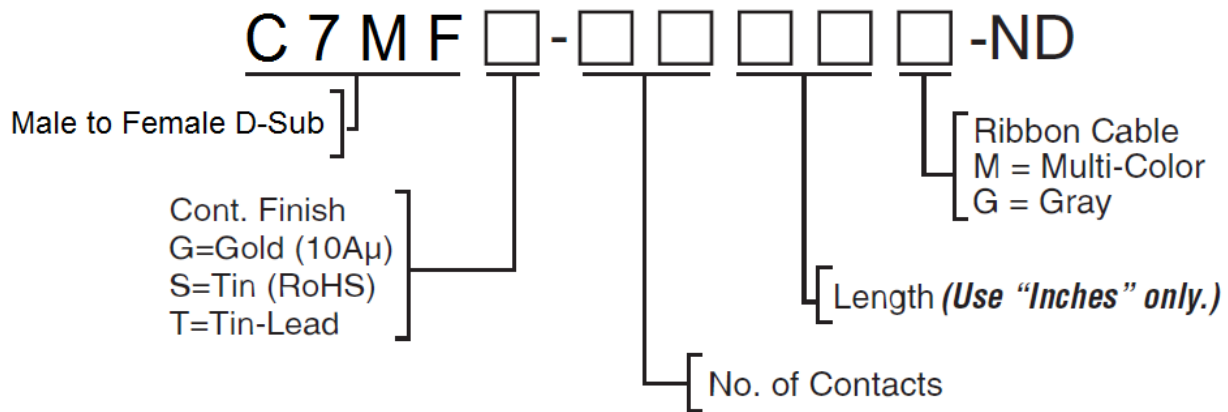 C 7 M F □ - □ □ □ □ □ -ND
Male to Female D-Sub
Cont. Finish
G=Gold (10Aµ)
S=Tin (RoHS)
T=Tin-Lead
Ribbon Cable
M = Multi-Color
G = Gray
Length (Use “Inches” only.)
No. of Contacts